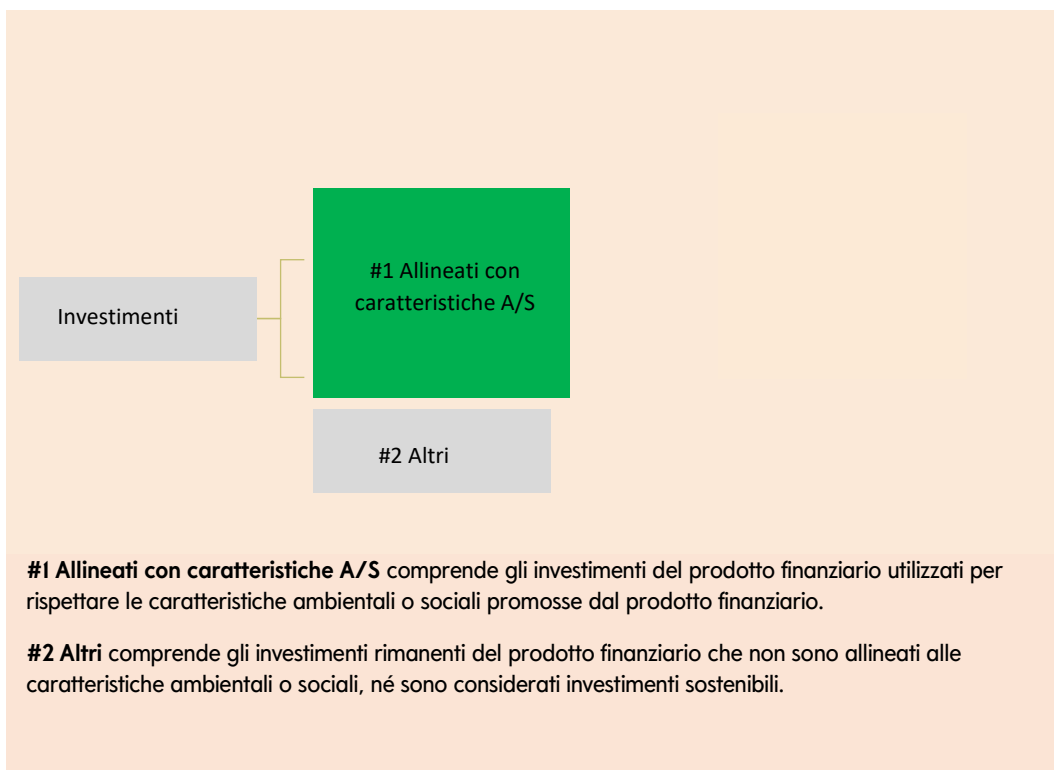 #1 Allineati con
caratteristiche A/S
Investimenti
#2 Altri
#1 Allineati con caratteristiche A/S comprende gli investimenti del prodotto finanziario utilizzati per
rispettare le caratteristiche ambientali o sociali promosse dal prodotto finanziario.
#2 Altri comprende gli investimenti rimanenti del prodotto finanziario che non sono allineati alle
caratteristiche ambientali o sociali, né sono considerati investimenti sostenibili.